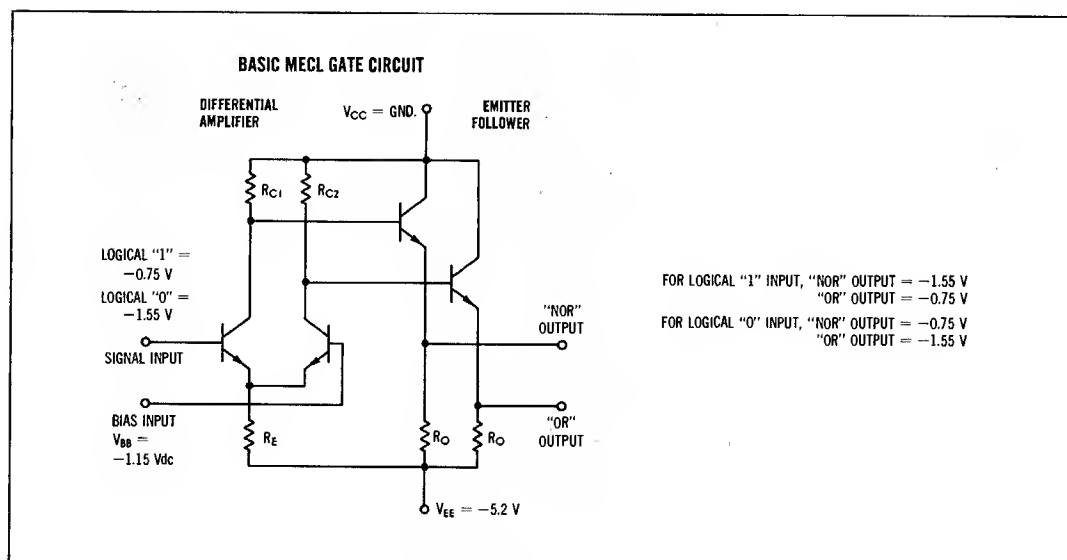 BASIC MECL GATE CIRCUIT
DIFFERENTIAL
AMPLIFIER
VCC = GND.
EMITTER
FOLLOWER
RC1
RC2
LOGICAL "1" =
−0.75 V
LOGICAL "0" =
−1.55 V
SIGNAL INPUT
BIAS INPUT
VBB =
−1.15 Vdc
RE
RO
RO
"NOR"
OUTPUT
"OR"
OUTPUT
VEE = −5.2 V
FOR LOGICAL "1" INPUT, "NOR" OUTPUT = −1.55 V
"OR" OUTPUT = −0.75 V
FOR LOGICAL "0" INPUT, "NOR" OUTPUT = −0.75 V
"OR" OUTPUT = −1.55 V